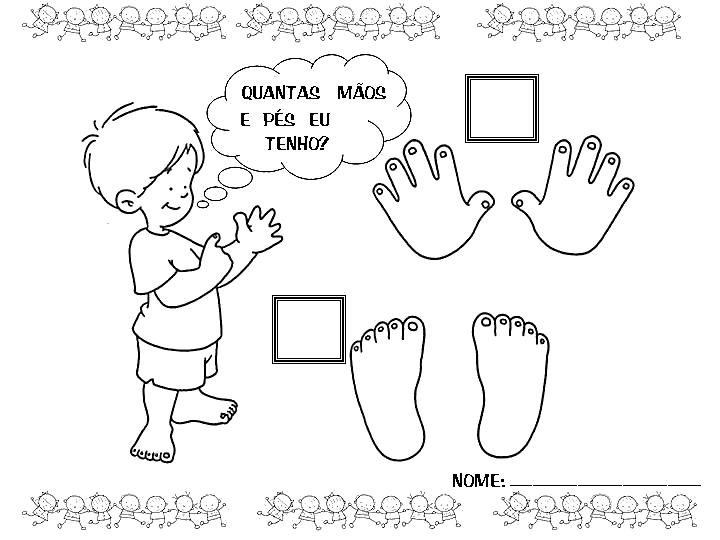 QUANTAS MÃOS
E PÉS EU
TENHO?
NOME: